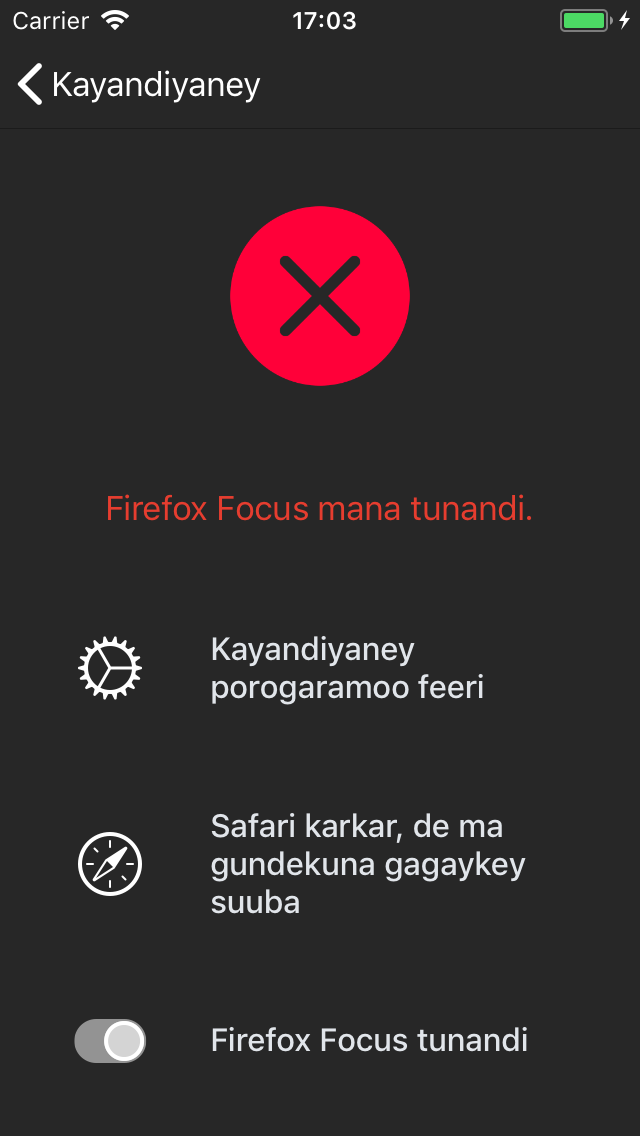 Carrier 17:03
Kayandiyaney
Firefox Focus mana tunandi.
Kayandiyaney
porogaramoo feeri
Safari karkar, de ma
gundekuna gagaykey
suuba
Firefox Focus tunandi